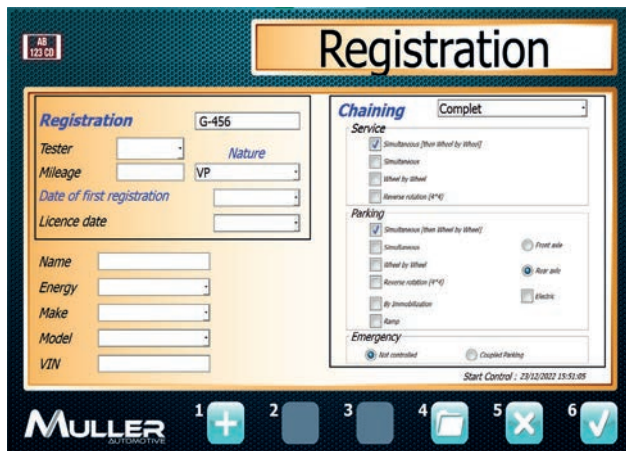 AB
123 CD
Registration
Registration
G-456
Tester
Nature
Mileage
VP
Date of first registration
Licence date
Name
Energy
Make
Model
VIN
Chaining
Complet
Service
Simultaneous [then Wheel by Wheel]
Simultaneous
Wheel by Wheel
Reverse rotation (4*4)
Parking
Simultaneous [then Wheel by Wheel]
Simultaneous
Front axle
Wheel by Wheel
Rear axle
Reverse rotation (4*4)
Electric
By Immobilization
Ramp
Emergency
Not controlled
Coupled Parking
Start Control : 23/12/2022 15:51:05
MULLER
AUTOMOTIVE
1
2
3
4
5
6